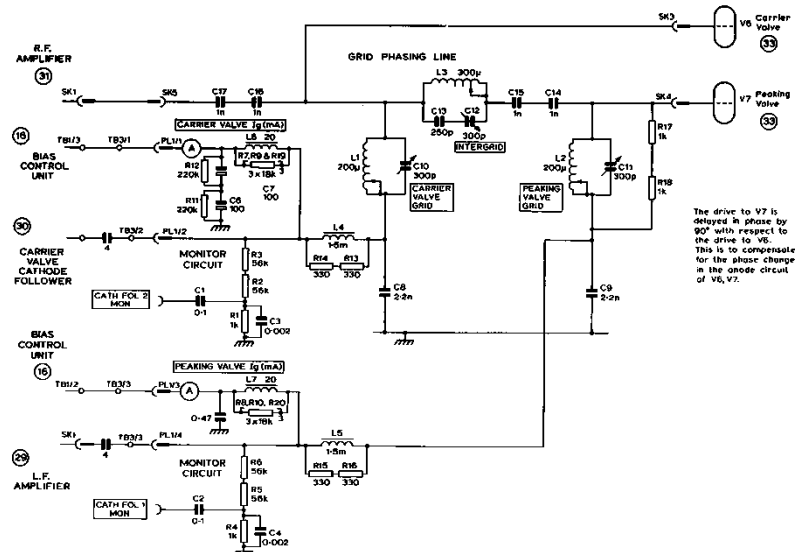 R.F.
AMPLIFIER
31
SK1
SK5
C17
1n
C16
1n
GRID PHASING LINE
L3 300μ
C13
250p
C12
300p
INTERGRID
C15
1n
C14
1n
V6 Carrier
Valve
33
SK4
V7 Peaking
Valve
33
16
BIAS
CONTROL
UNIT
TB1/3
TB3/1
PL1/1
A
CARRIER VALVE Ig(mA)
L6 20
R7,R9 & R19
3x18k
R12
220k
R11
220k
C6
100
C7
100
L1
200μ
C10
300p
CARRIER
VALVE
GRID
L2
200μ
C11
300p
PEAKING
VALVE
GRID
R17
1k
R18
1k
30
CARRIER
VALVE
CATHODE
FOLLOWER
4
TB3/2
PL1/2
MONITOR
CIRCUIT
R3
56k
R2
56k
L4
1·5m
R14
330
R13
330
CATH FOL 2
MON
C1
0·1
R1
1k
C3
0·002
C8
2·2n
C9
2·2n
The drive to V7 is
delayed in phase by
90° with respect to
the drive to V6.
This is to compensate
for the phase change
in the anode circuit
of V6,V7.
BIAS
CONTROL
UNIT
16
TB1/2
TB3/3
PL1/3
A
PEAKING VALVE Ig(mA)
L7 20
R8,R10, R20
3x18k
0·47
SK1
4
TB3/3
PL1/4
29
L.F.
AMPLIFIER
MONITOR
CIRCUIT
R6
56k
R5
56k
L5
1·5m
R15
330
R16
330
CATH FOL 1
MON
C2
0·1
R4
1k
C4
0·002